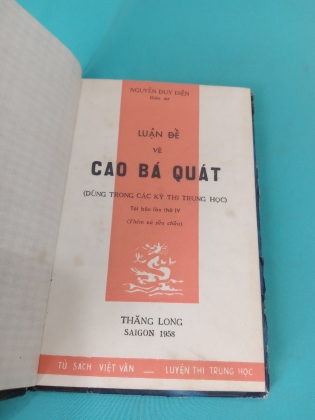 NGUYỄN DUY DIỄN
LUẬN ĐỀ
VỀ
CAO BÁ QUÁT
(DÙNG TRONG CÁC KỲ THI TRUNG HỌC)
Tái bản lần thứ IV
(Thêm và sửa chữa)
THĂNG LONG
SAIGON 1958
TỦ SÁCH VIỆT VĂN — LUYỆN THI TRUNG HỌC